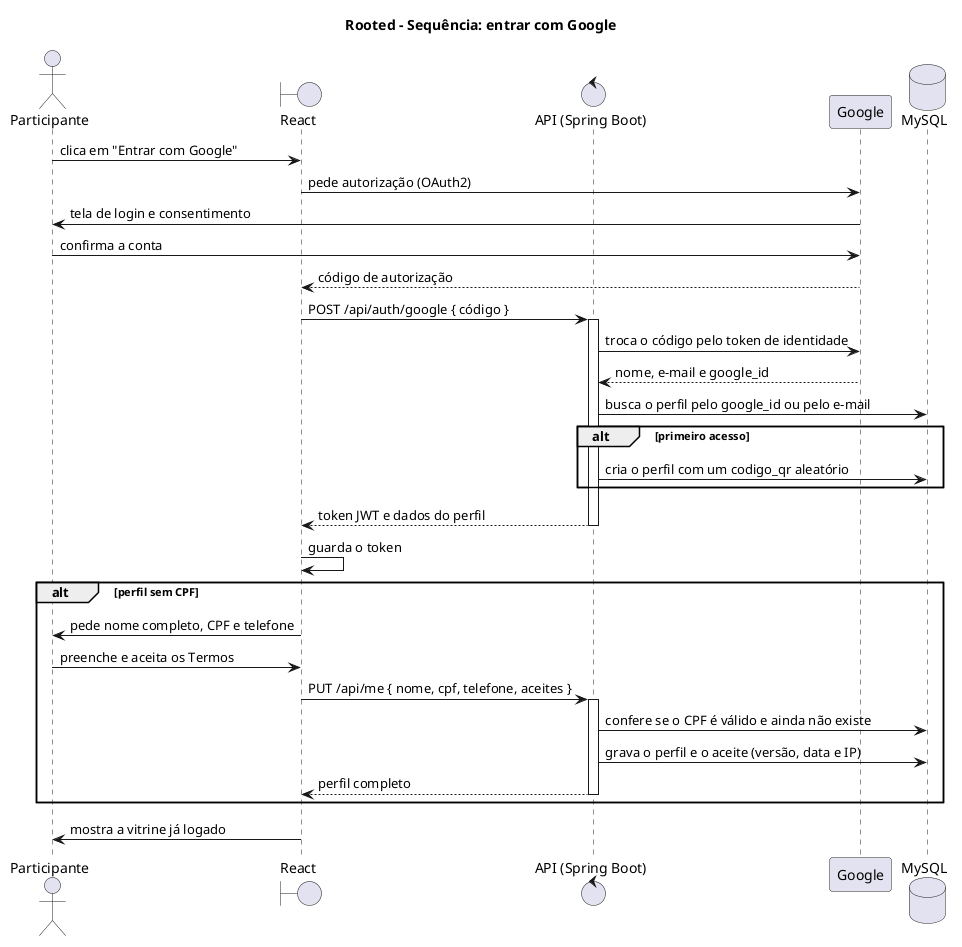 Rooted - Sequência: entrar com Google
Participante
React
API (Spring Boot)
Google
MySQL
clica em "Entrar com Google"
pede autorização (OAuth2)
tela de login e consentimento
confirma a conta
código de autorização
POST /api/auth/google { código }
troca o código pelo token de identidade
nome, e-mail e google_id
busca o perfil pelo google_id ou pelo e-mail
alt [primeiro acesso]
cria o perfil com um codigo_qr aleatório
token JWT e dados do perfil
guarda o token
alt [perfil sem CPF]
pede nome completo, CPF e telefone
preenche e aceita os Termos
PUT /api/me { nome, cpf, telefone, aceites }
confere se o CPF é válido e ainda não existe
grava o perfil e o aceite (versão, data e IP)
perfil completo
mostra a vitrine já logado
Participante
React
API (Spring Boot)
Google
MySQL